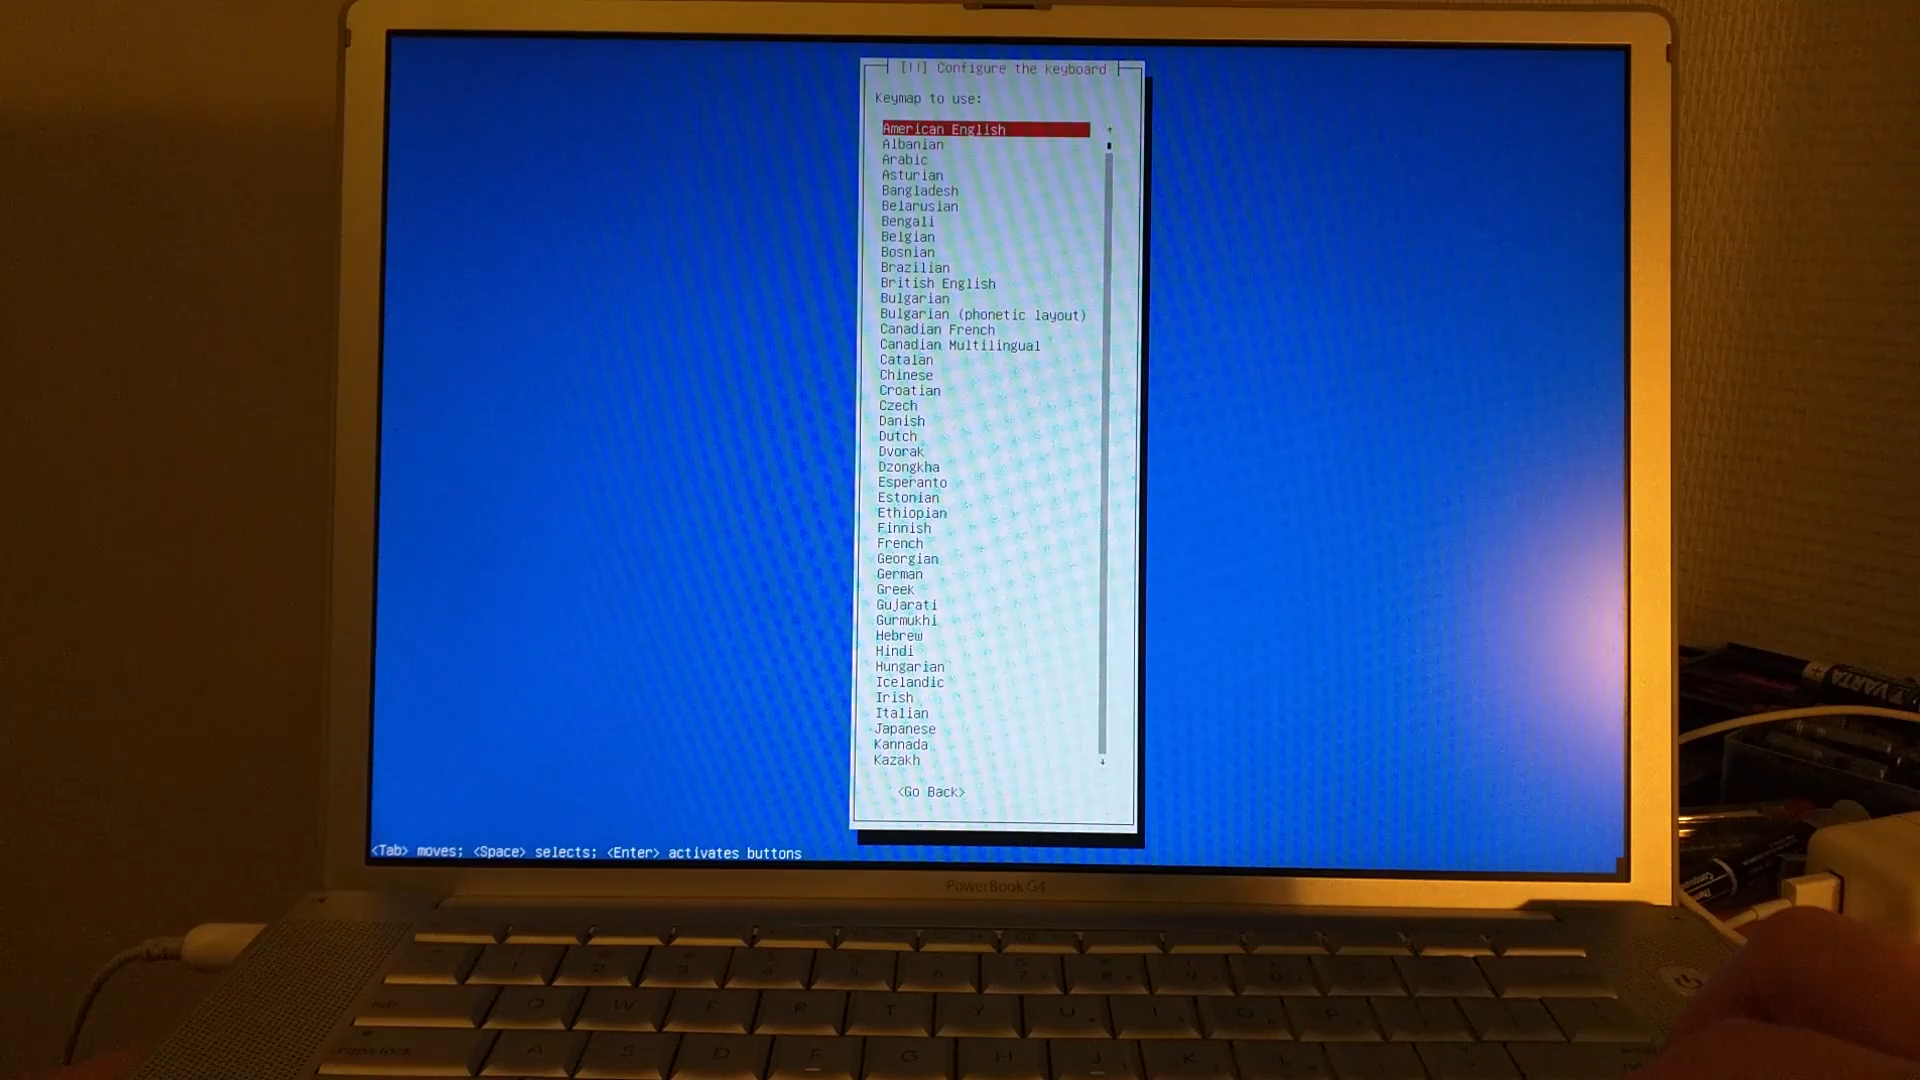 [!!] Configure the keyboard
Keymap to use:
American English
Albanian
Arabic
Asturian
Bangladesh
Belarusian
Bengali
Belgian
Bosnian
Brazilian
British English
Bulgarian
Bulgarian (phonetic layout)
Canadian French
Canadian Multilingual
Catalan
Chinese
Croatian
Czech
Danish
Dutch
Dvorak
Dzongkha
Esperanto
Estonian
Ethiopian
Finnish
French
Georgian
German
Greek
Gujarati
Gurmukhi
Hebrew
Hindi
Hungarian
Icelandic
Irish
Italian
Japanese
Kannada
Kazakh
<Go Back>
<Tab> moves; <Space> selects; <Enter> activates buttons
PowerBook G4
VARTA
Q W E R T Y U I O P
caps lock A S D F G H J K L